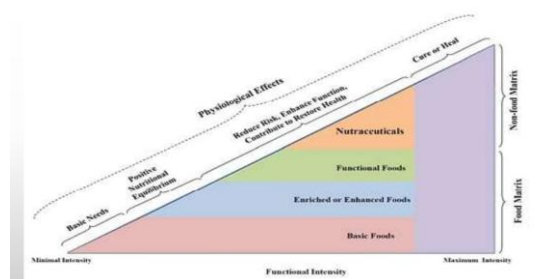 Physiological Effects
Cure or Heal
Reduce Risk, Enhance Function,
Contribute to Restore Health
Positive
Nutritional
Equilibrium
Basic Needs
Nutraceuticals
Functional Foods
Enriched or Enhanced Foods
Basic Foods
Non-food Matrix
Food Matrix
Minimal Intensity
Maximum Intensity
Functional Intensity